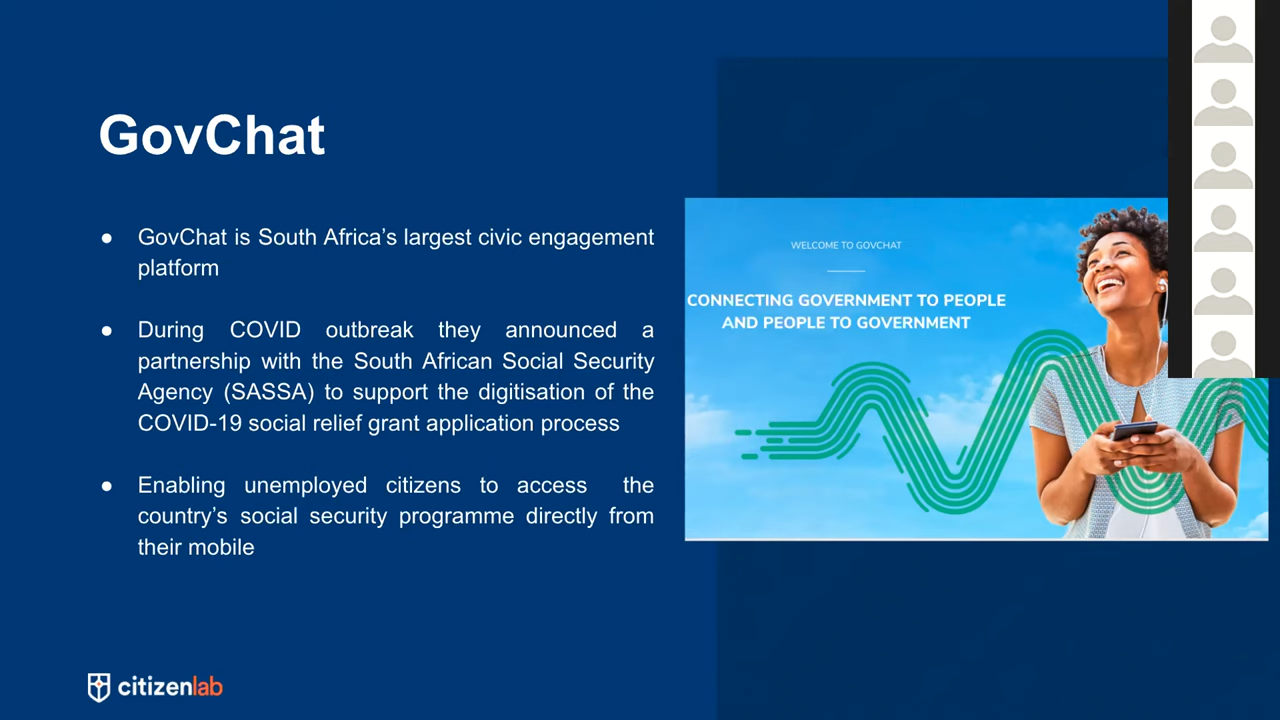 GovChat
● GovChat is South Africa’s largest civic engagement
platform
● During COVID outbreak they announced a
partnership with the South African Social Security
Agency (SASSA) to support the digitisation of the
COVID-19 social relief grant application process
● Enabling unemployed citizens to access the
country’s social security programme directly from
their mobile
WELCOME TO GOVCHAT
CONNECTING GOVERNMENT TO PEOPLE
AND PEOPLE TO GOVERNMENT
citizenlab